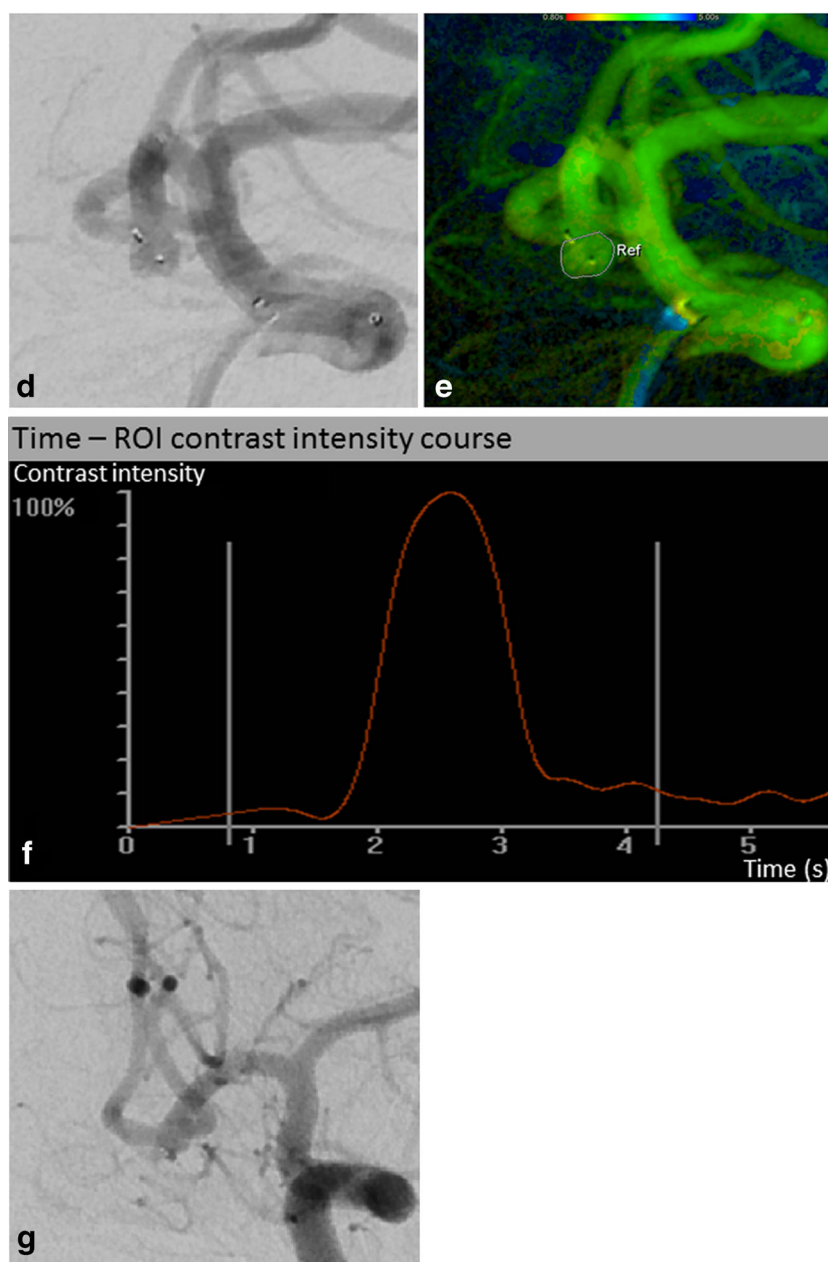 0.80s 5.00s
Ref
d
e
Time – ROI contrast intensity course
Contrast intensity
100%
0 1 2 3 4 5
Time (s)
f
g